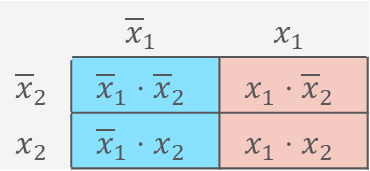 x̅₁ x₁
x̅₂ x̅₁ · x̅₂ x₁ · x̅₂
x₂ x̅₁ · x₂ x₁ · x₂